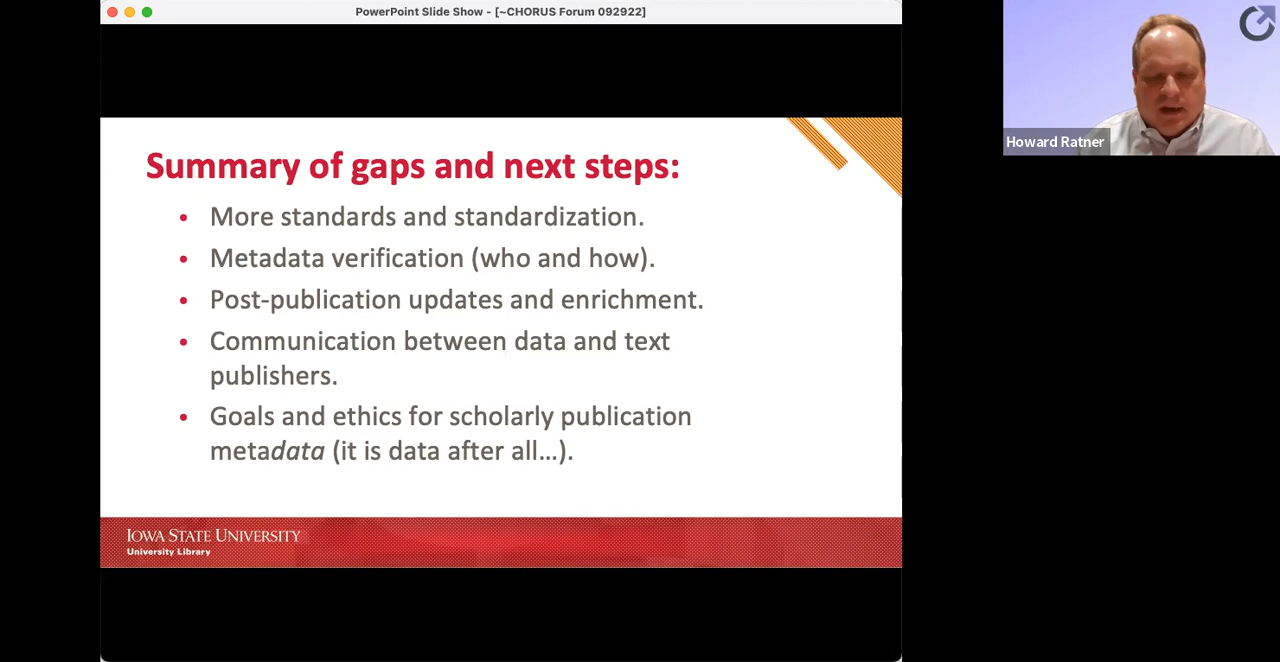 PowerPoint Slide Show - [~CHORUS Forum 092922]
Summary of gaps and next steps:
• More standards and standardization.
• Metadata verification (who and how).
• Post-publication updates and enrichment.
• Communication between data and text
publishers.
• Goals and ethics for scholarly publication
metadata (it is data after all...).
IOWA STATE UNIVERSITY
University Library
Howard Ratner